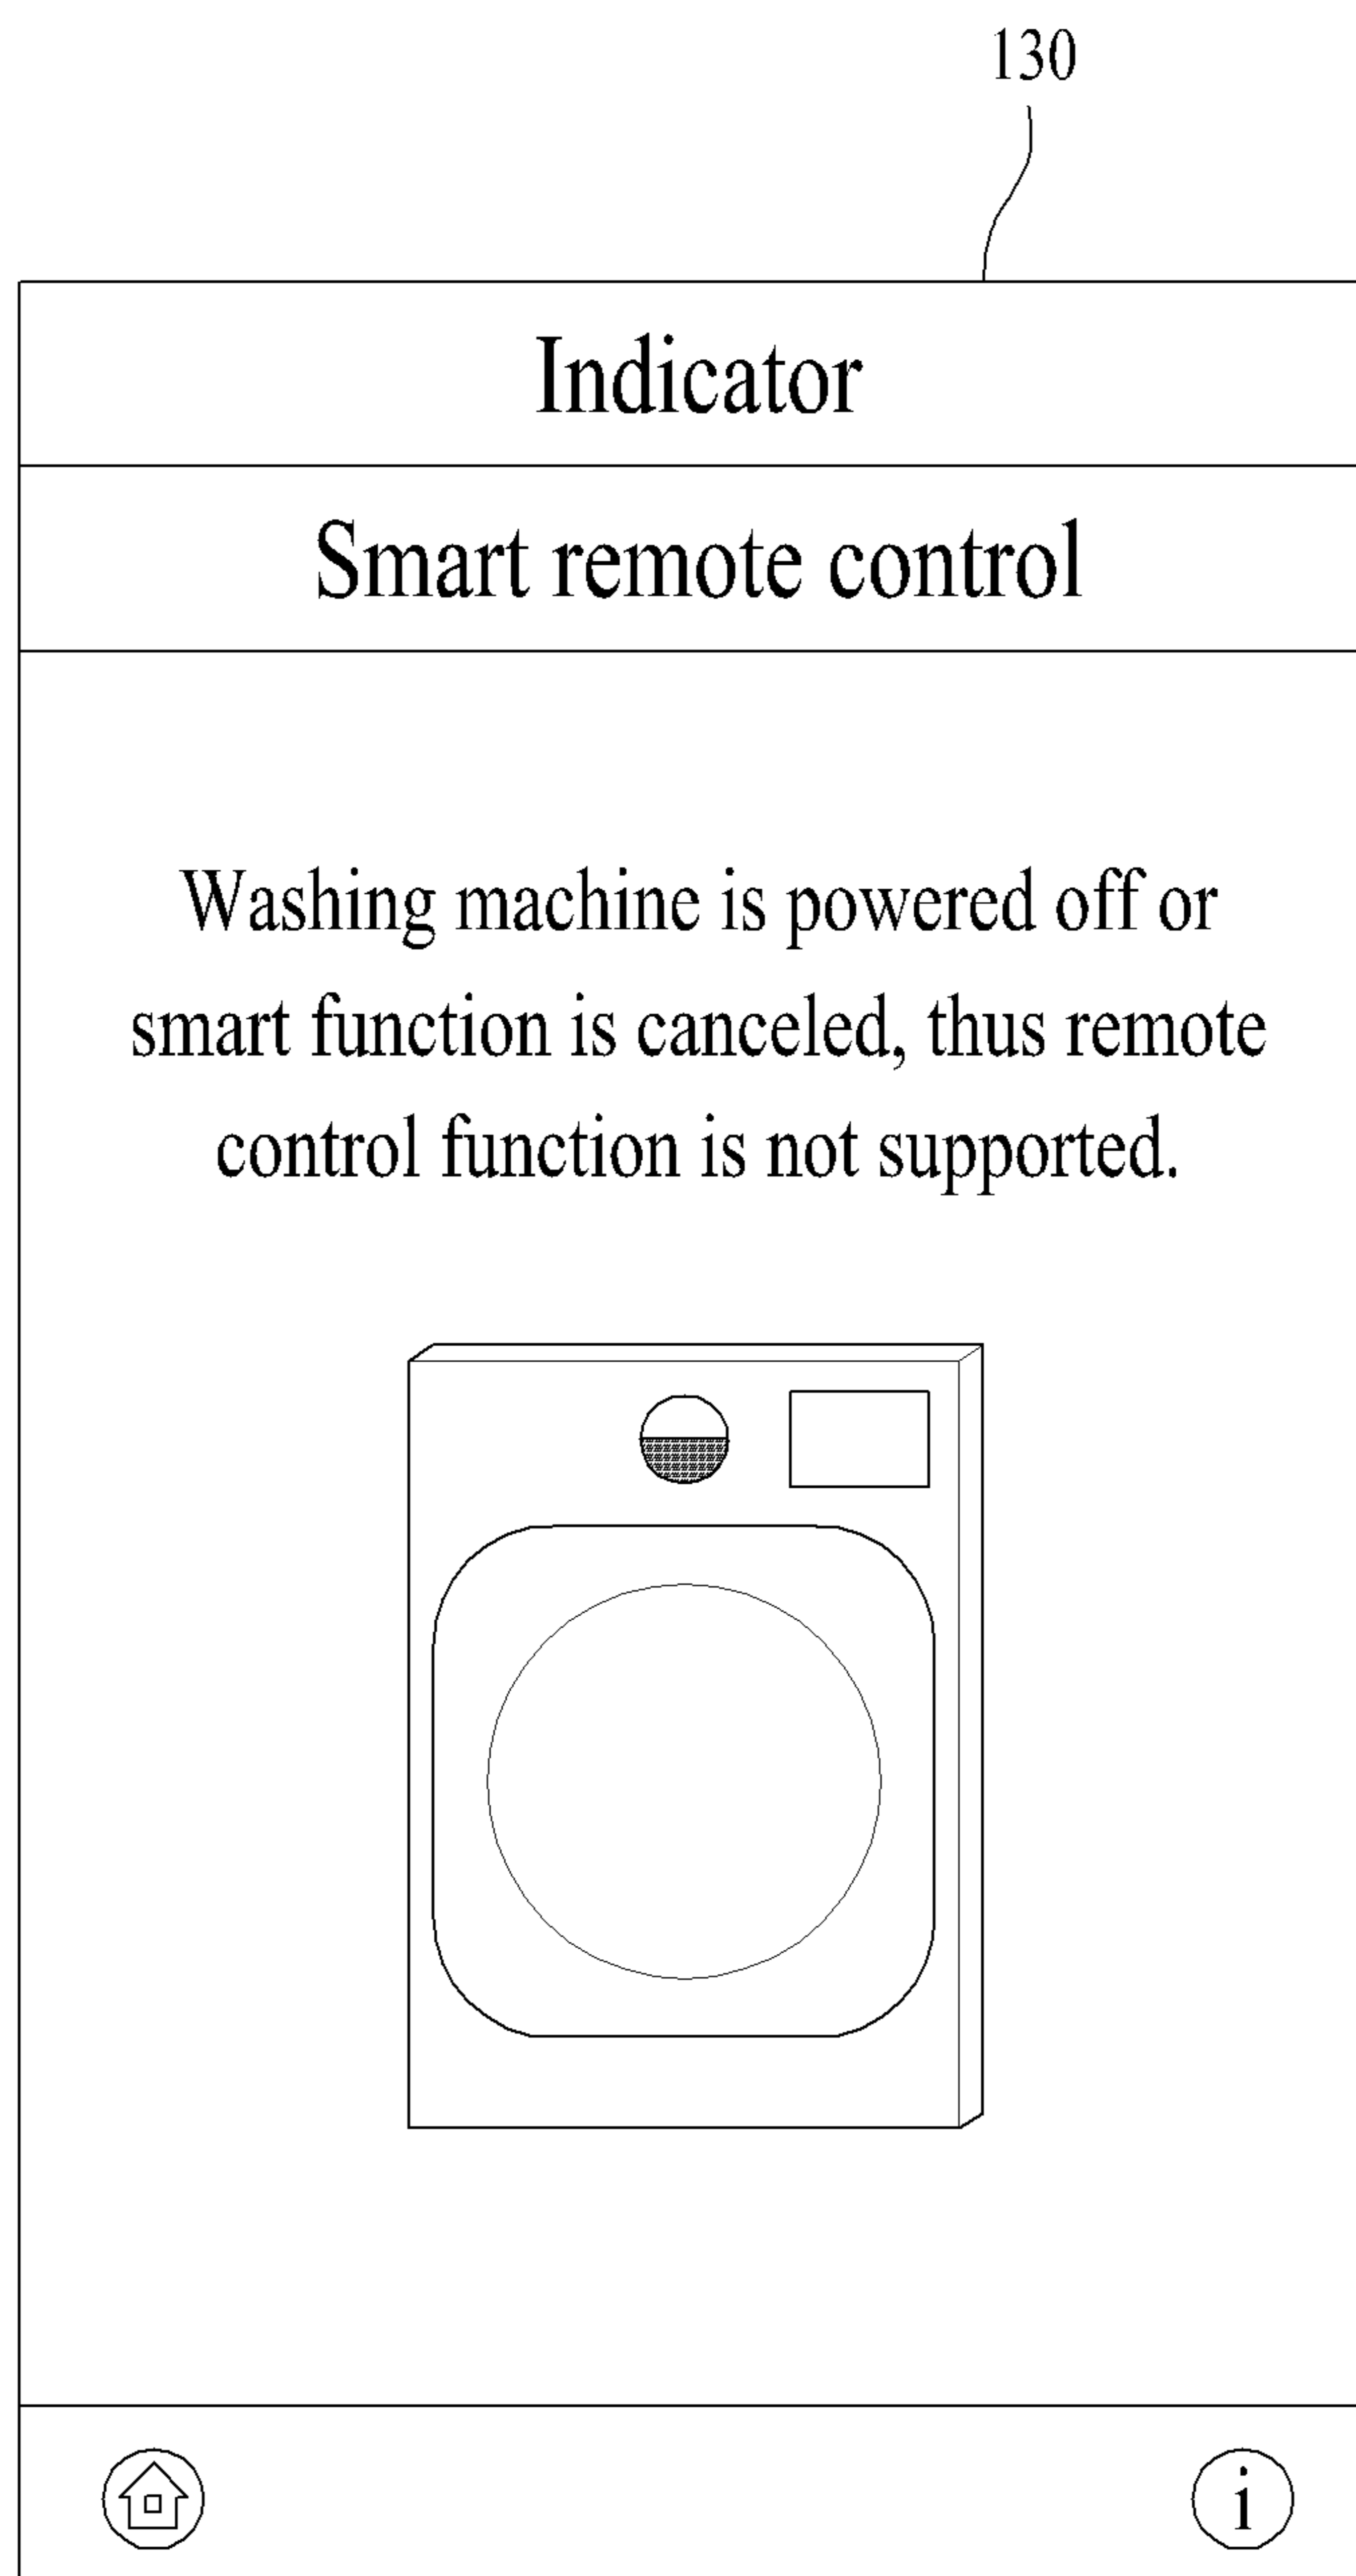 130
Indicator
Smart remote control
Washing machine is powered off or
smart function is canceled, thus remote
control function is not supported.
i